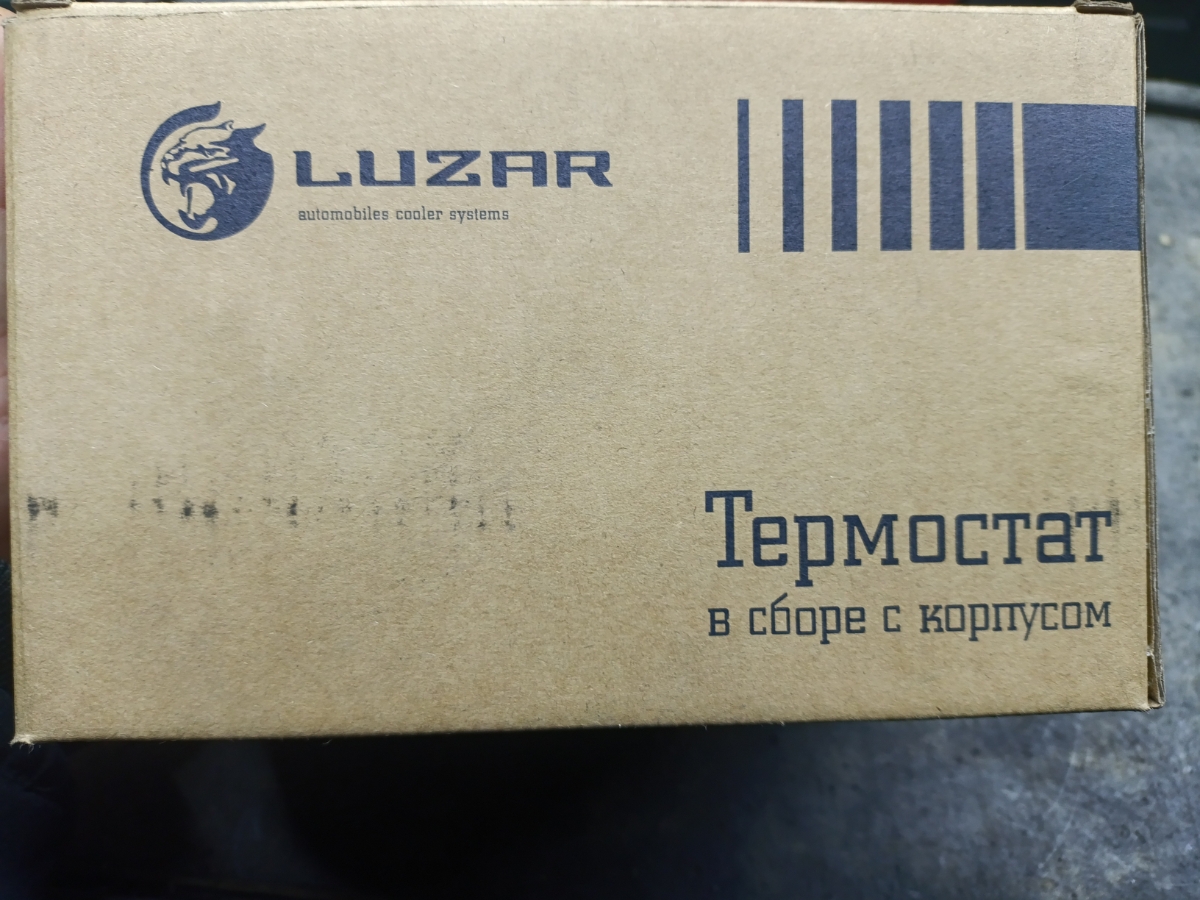 LUZAR
automobiles cooler systems
Термостат
в сборе с корпусом